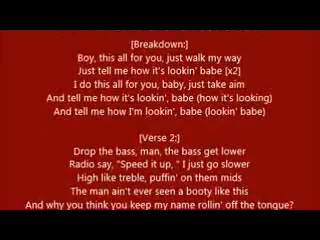 [Breakdown:]
Boy, this all for you, just walk my way
Just tell me how it's lookin' babe [x2]
I do this all for you, baby, just take aim
And tell me how it's lookin', babe (how it's looking)
And tell me how I'm lookin', babe (lookin' babe)
[Verse 2:]
Drop the bass, man, the bass get lower
Radio say, "Speed it up, " I just go slower
High like treble, puffin' on them mids
The man ain't ever seen a booty like this
And why you think you keep my name rollin' off the tongue?